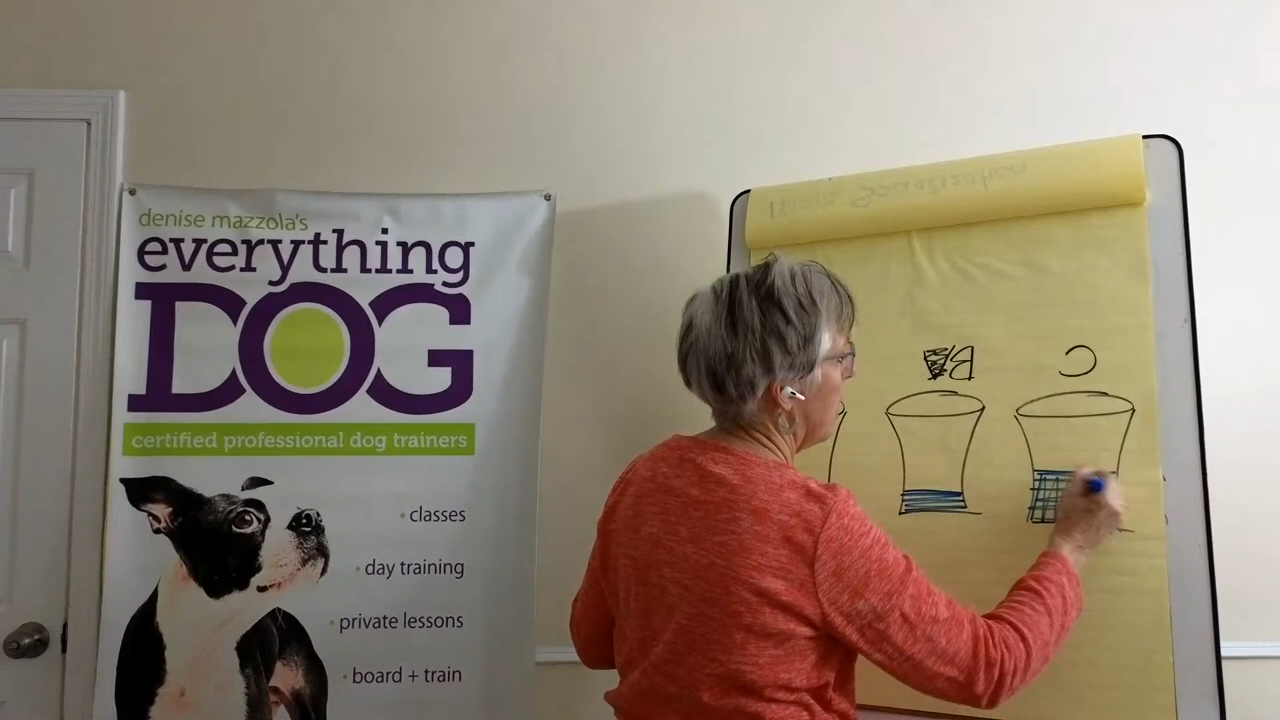 denise mazzola's
everything
DOG
certified professional dog trainers
• classes
• day training
• private lessons
• board + train
B
C